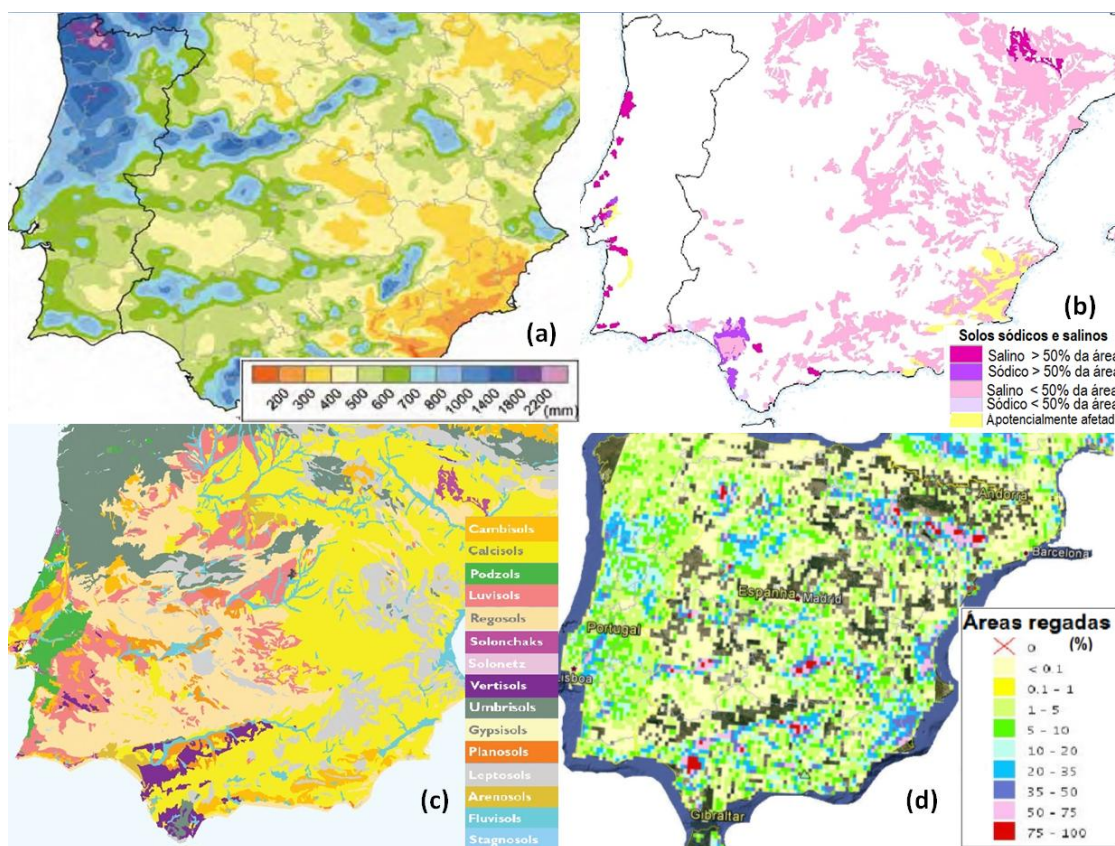 200
300
400
500
600
700
800
1000
1400
1800
2200
(mm)
(a)
(b)
Solos sódicos e salinos
Salino > 50% da área
Sódico > 50% da área
Salino < 50% da área
Sódico < 50% da área
Apotencialmente afetad
Cambisols
Calcisols
Podzols
Luvisols
Regosols
Solonchaks
Solonetz
Vertisols
Umbrisols
Gypsisols
Planosols
Leptosols
Arenosols
Fluvisols
Stagnosols
(c)
Andorra
Barcelona
Espanha Madrid
Portugal
Lisboa
Gibraltar
Áreas regadas
(%)
0
< 0.1
0.1 - 1
1 - 5
5 - 10
10 - 20
20 - 35
35 - 50
50 - 75
75 - 100
(d)